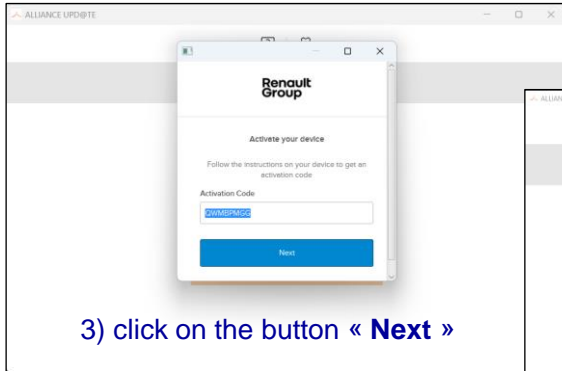 ALLIANCE UPD@TE
Renault
Group
Activate your device
Follow the instructions on your device to get an
activation code
Activation Code
QWMBPMGG
Next
ALLIAN
3) click on the button « Next »